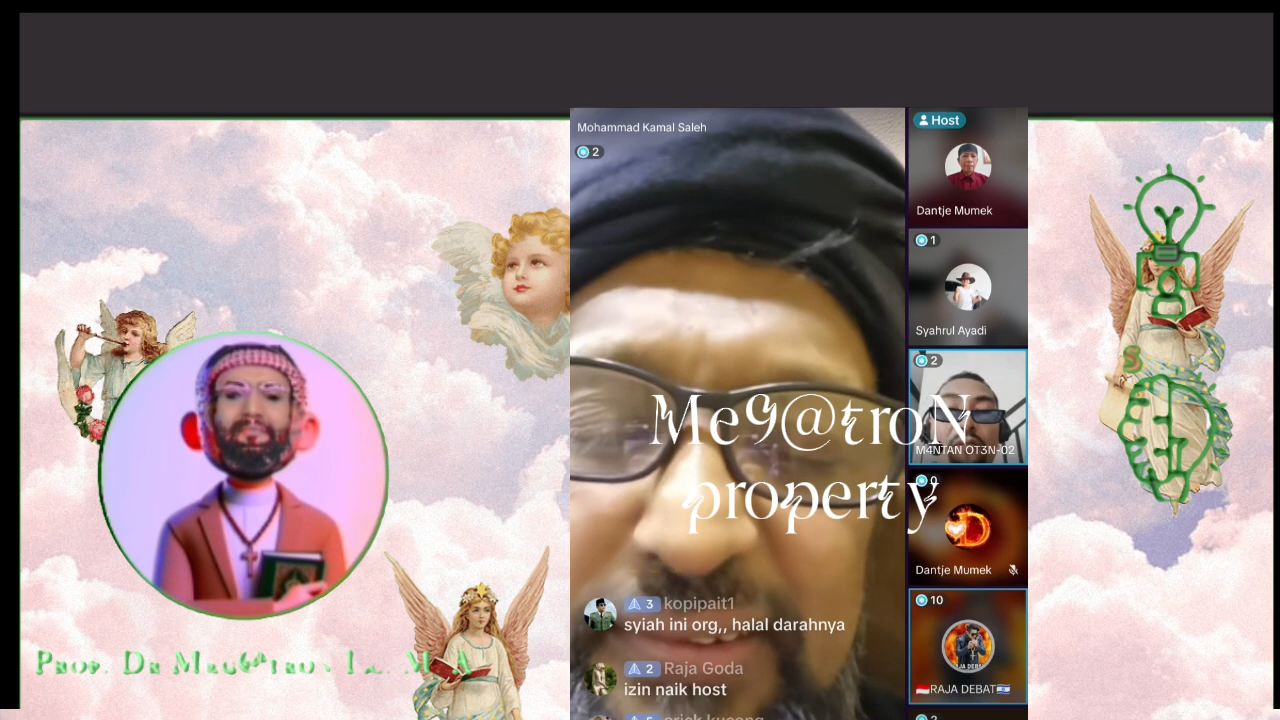 Mohammad Kamal Saleh
2
Host
Dantje Mumek
1
Syahrul Ayadi
2
M4NTAN OT3N-02
Me9@troN
property
Dantje Mumek
3 kopipait1
syiah ini org,, halal darahnya
2 Raja Goda
izin naik host
10
🇮🇩RAJA DEBAT🇮🇱